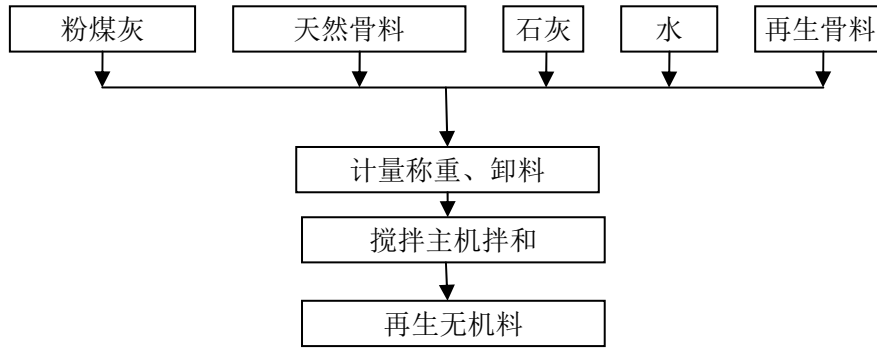 粉煤灰
天然骨料
石灰
水
再生骨料
计量称重、卸料
搅拌主机拌和
再生无机料